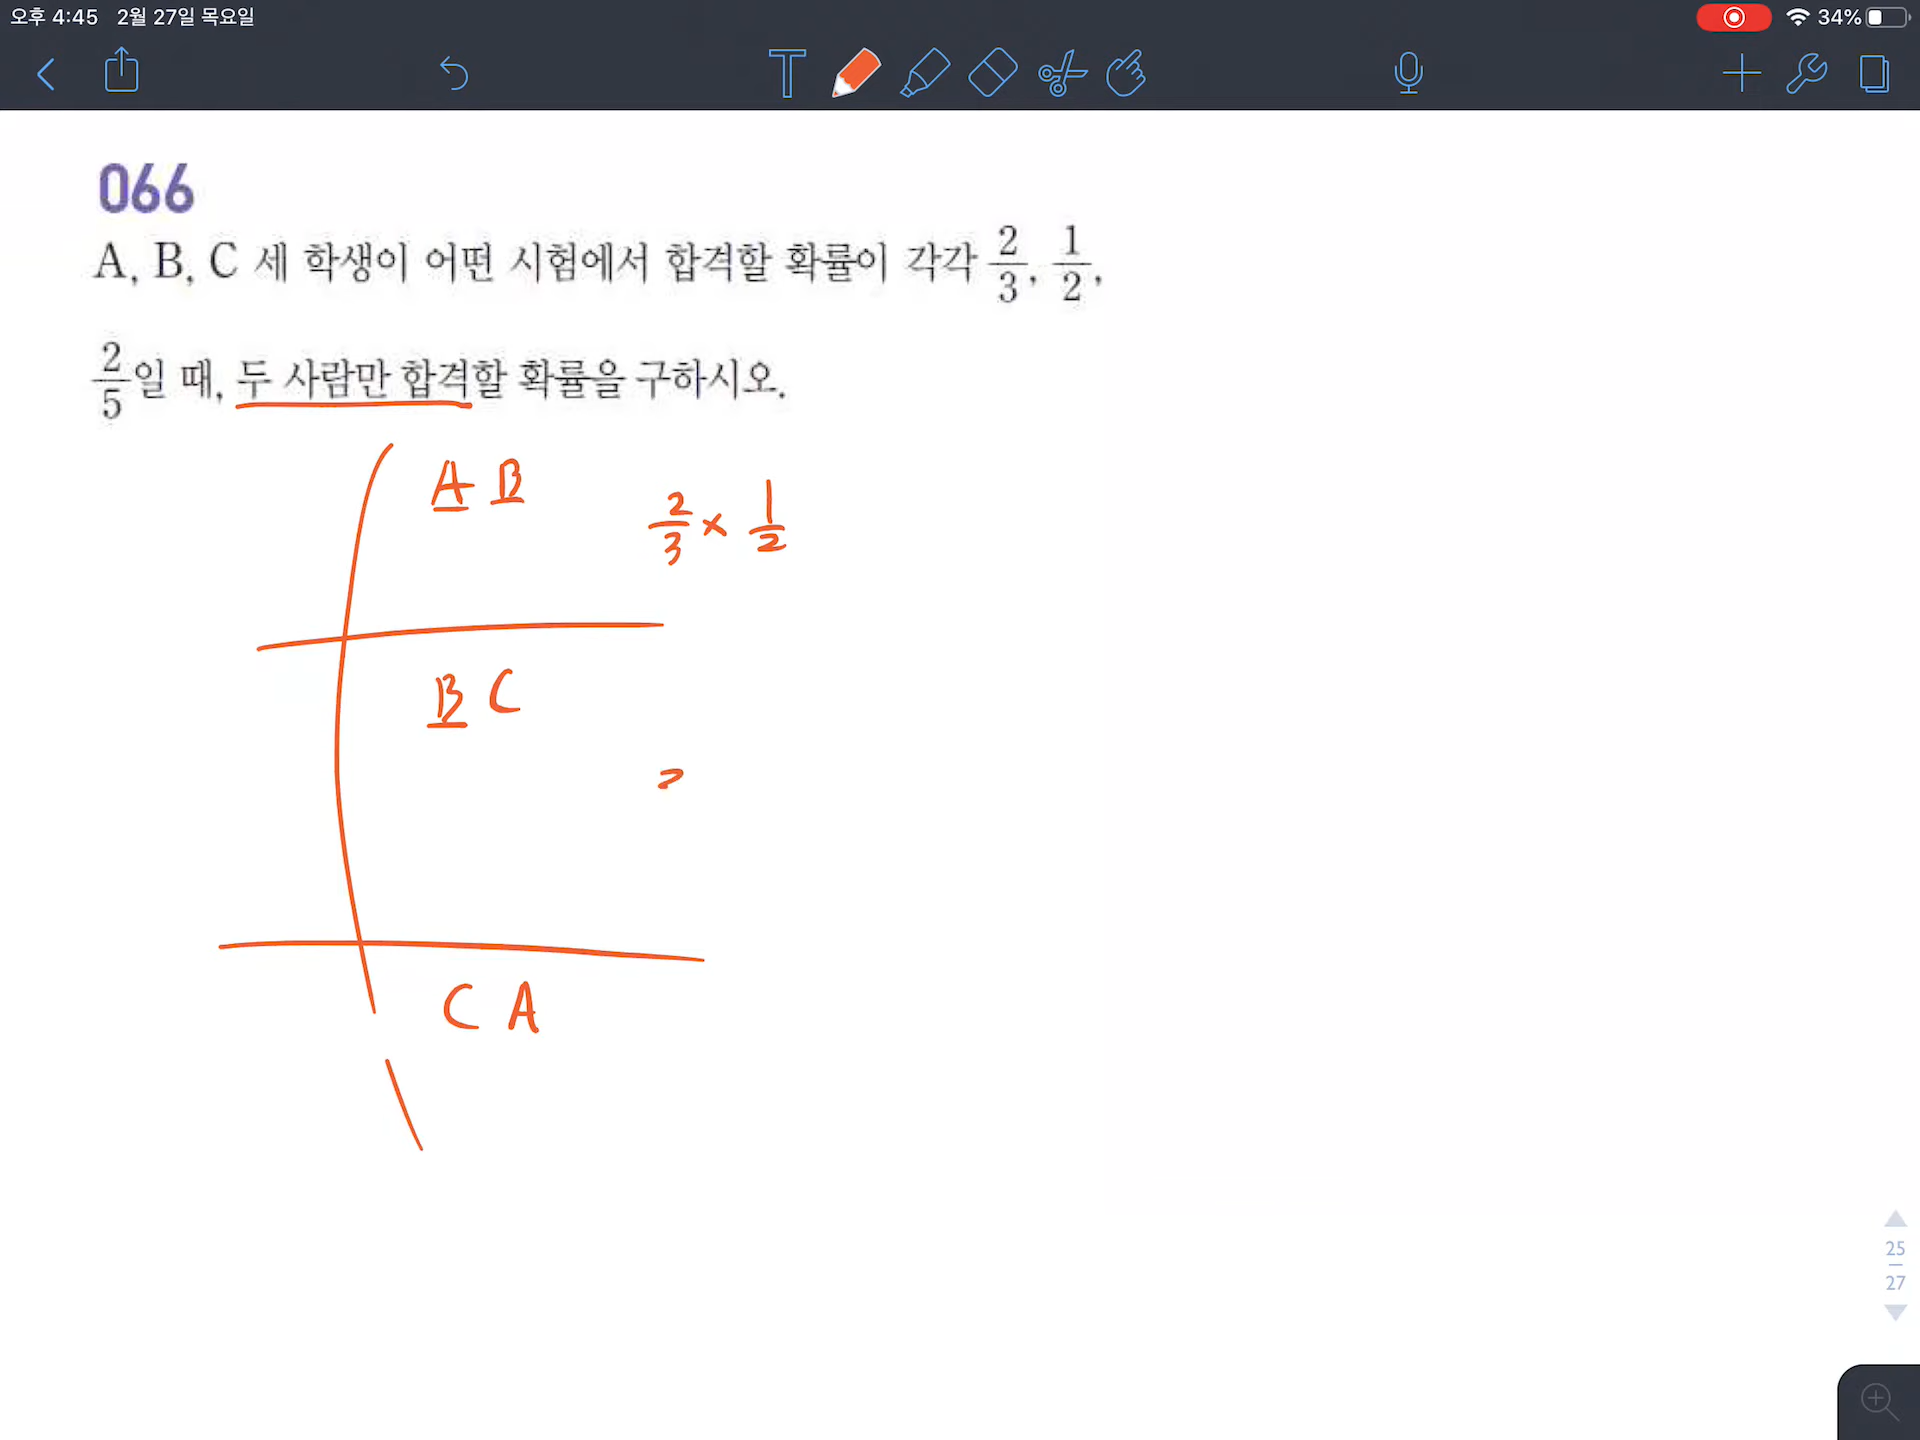 오후 4:45 2월 27일 목요일 34%
066
A, B, C 세 학생이 어떤 시험에서 합격할 확률이 각각 2/3, 1/2,
2/5일 때, 두 사람만 합격할 확률을 구하시오.
A B 2/3 × 1/2
B C
2
C A
25
27